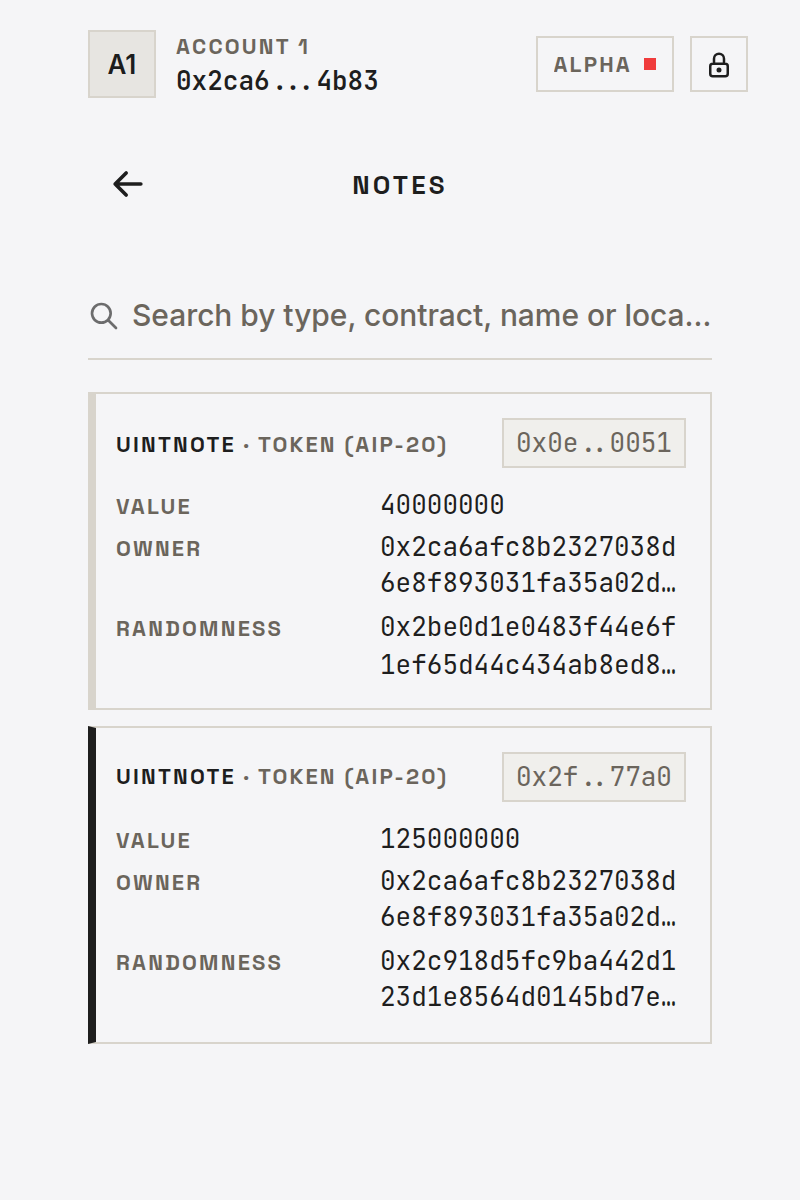 A1
ACCOUNT 1
0x2ca6...4b83
ALPHA
NOTES
Search by type, contract, name or loca...
UINTNOTE · TOKEN (AIP-20)
0x0e..0051
VALUE 40000000
OWNER 0x2ca6afc8b2327038d
6e8f893031fa35a02d…
RANDOMNESS 0x2be0d1e0483f44e6f
1ef65d44c434ab8ed8…
UINTNOTE · TOKEN (AIP-20)
0x2f..77a0
VALUE 125000000
OWNER 0x2ca6afc8b2327038d
6e8f893031fa35a02d…
RANDOMNESS 0x2c918d5fc9ba442d1
23d1e8564d0145bd7e…